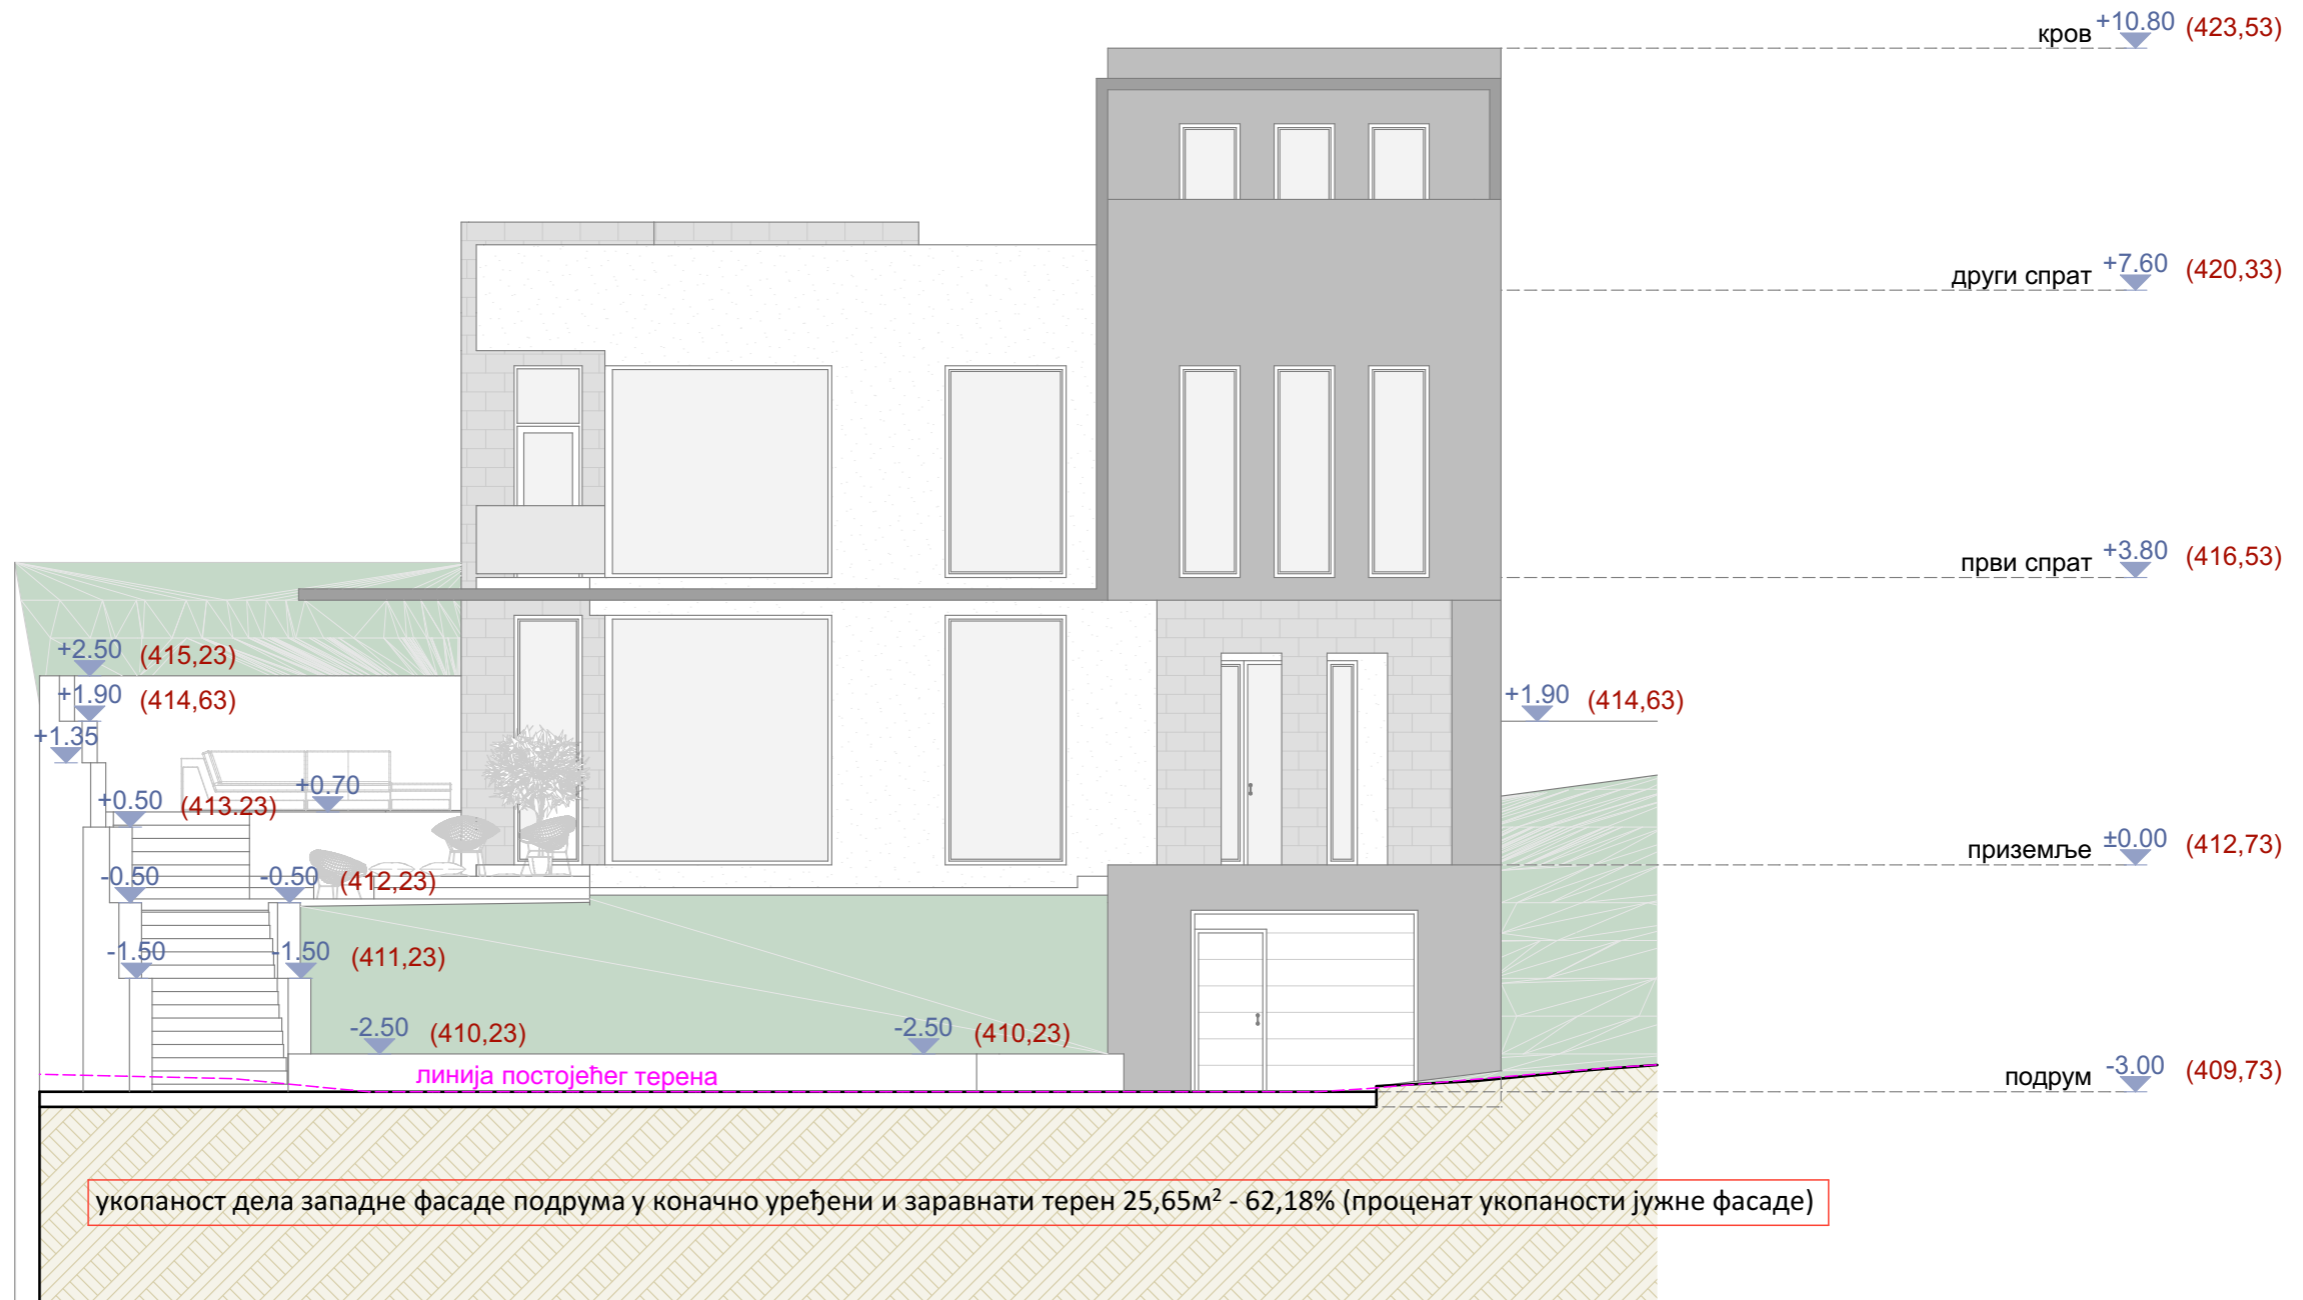 кров +10.80 (423,53)
други спрат +7.60 (420,33)
први спрат +3.80 (416,53)
+2.50 (415,23)
+1.90 (414,63)
+1.90 (414,63)
+1.35
+0.70
+0.50 (413.23)
приземље ±0.00 (412,73)
-0.50 -0.50 (412,23)
-1.50 -1.50 (411,23)
-2.50 (410,23) -2.50 (410,23)
линија постојећег терена
подрум -3.00 (409,73)
укопаност дела западне фасаде подрума у коначно уређени и заравнати терен 25,65м² - 62,18% (проценат укопаности јужне фасаде)